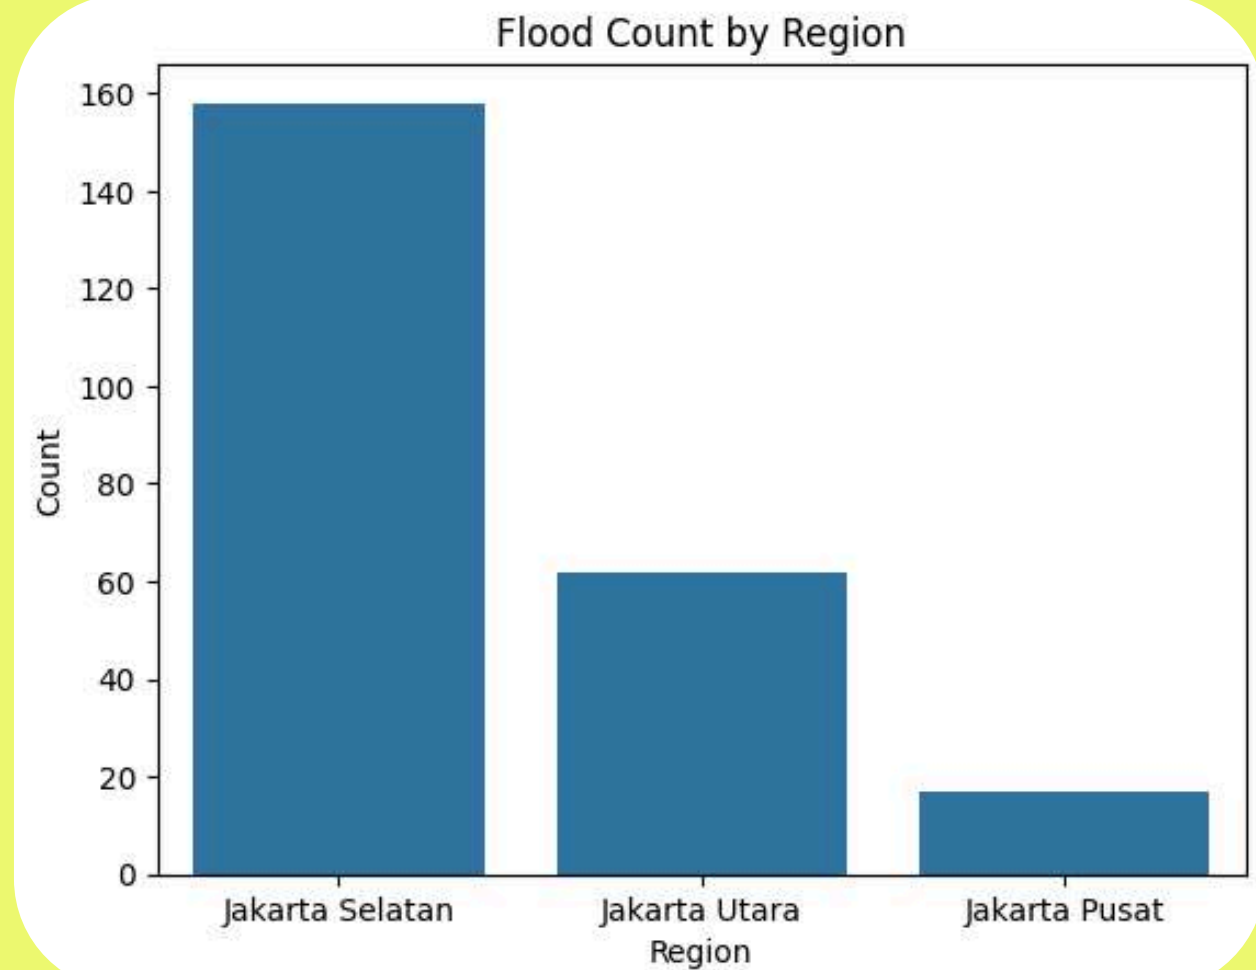 Flood Count by Region
160
140
120
100
80
60
40
20
0
Count
Jakarta Selatan
Jakarta Utara
Jakarta Pusat
Region